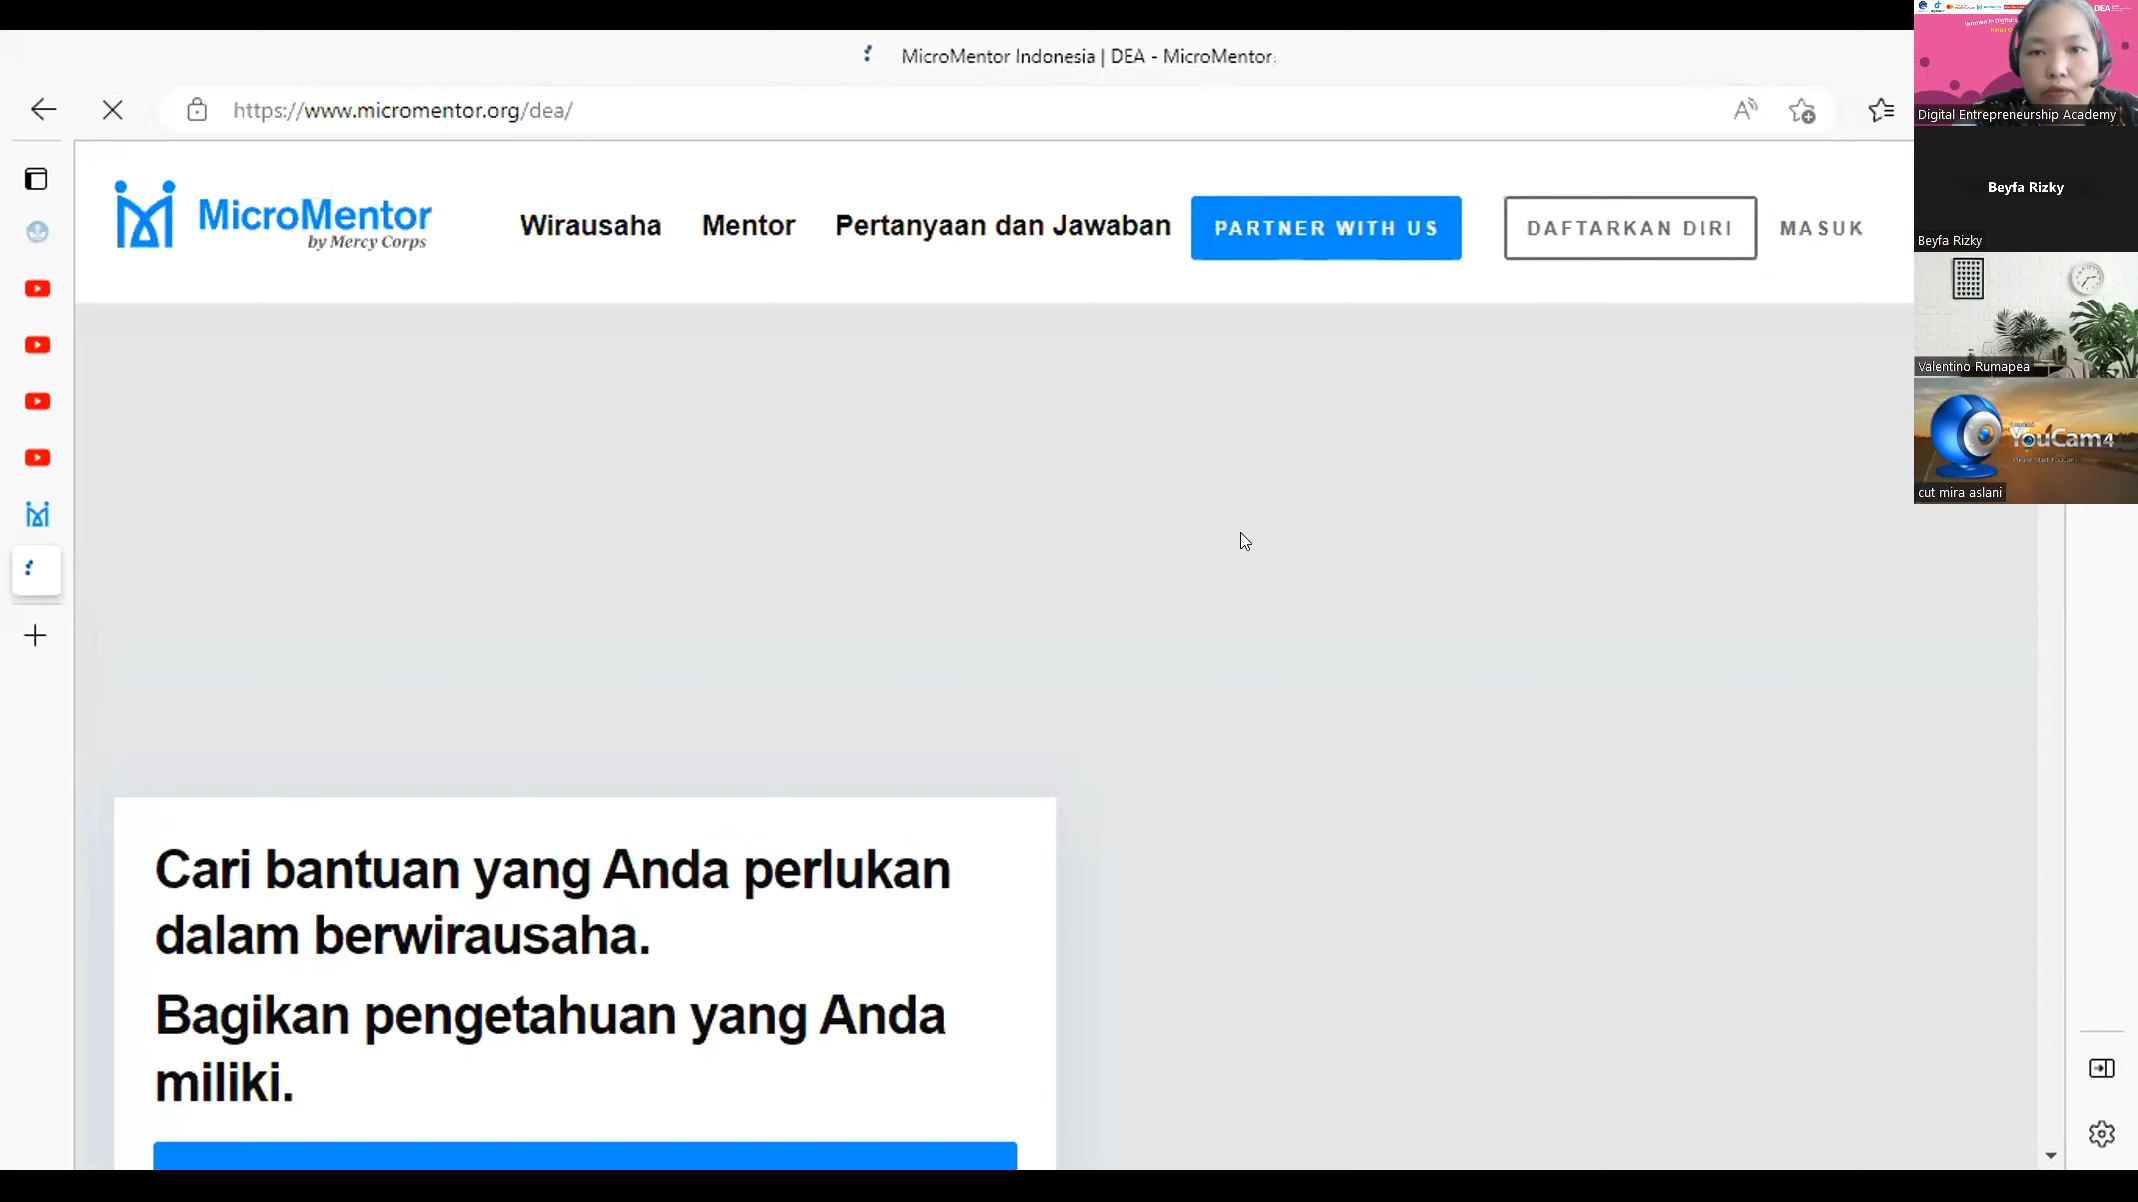 MicroMentor Indonesia | DEA - MicroMentor
https://www.micromentor.org/dea/
MicroMentor
by Mercy Corps
Wirausaha
Mentor
Pertanyaan dan Jawaban
PARTNER WITH US
DAFTARKAN DIRI
MASUK
Cari bantuan yang Anda perlukan
dalam berwirausaha.
Bagikan pengetahuan yang Anda
miliki.
DEA
Digital Entrepreneurship Academy
Beyfa Rizky
Beyfa Rizky
Valentino Rumapea
YouCam4
cut mira aslani